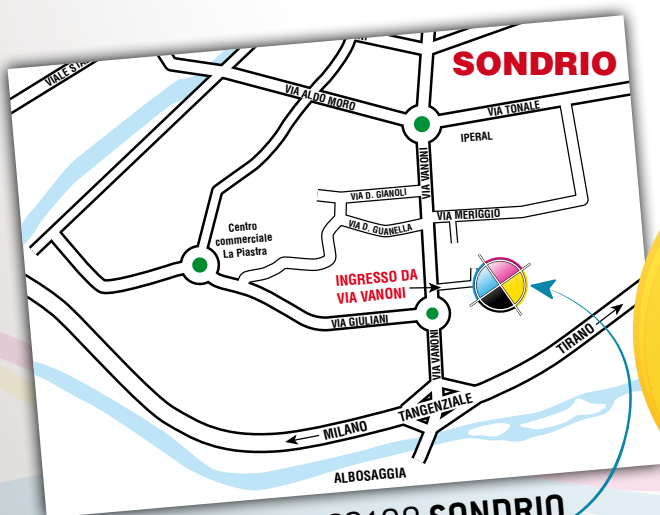 SONDRIO
VIALE
VIA ALDO MORO
VIA TONALE
IPERAL
VIA VANONI
VIA D. GIANOLI
VIA MERIGGIO
VIA D. GUANELLA
Centro
commerciale
La Piastra
INGRESSO DA
VIA VANONI
VIA GIULIANI
VIA VANONI
TIRANO
TANGENZIALE
MILANO
ALBOSAGGIA
SONDRIO